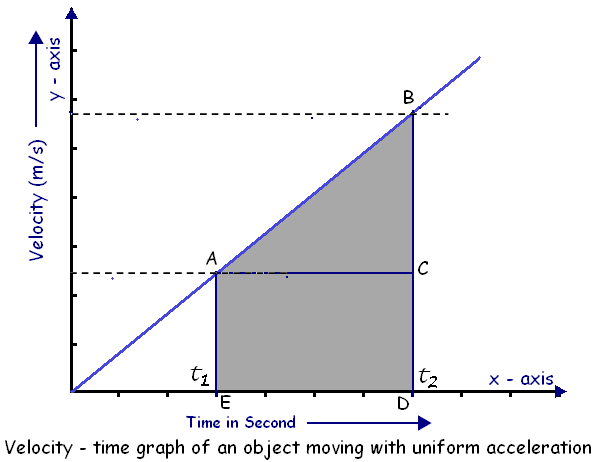 y - axis
Velocity (m/s)
B
A
C
t1
t2
x - axis
E
D
Time in Second
Velocity - time graph of an object moving with uniform acceleration